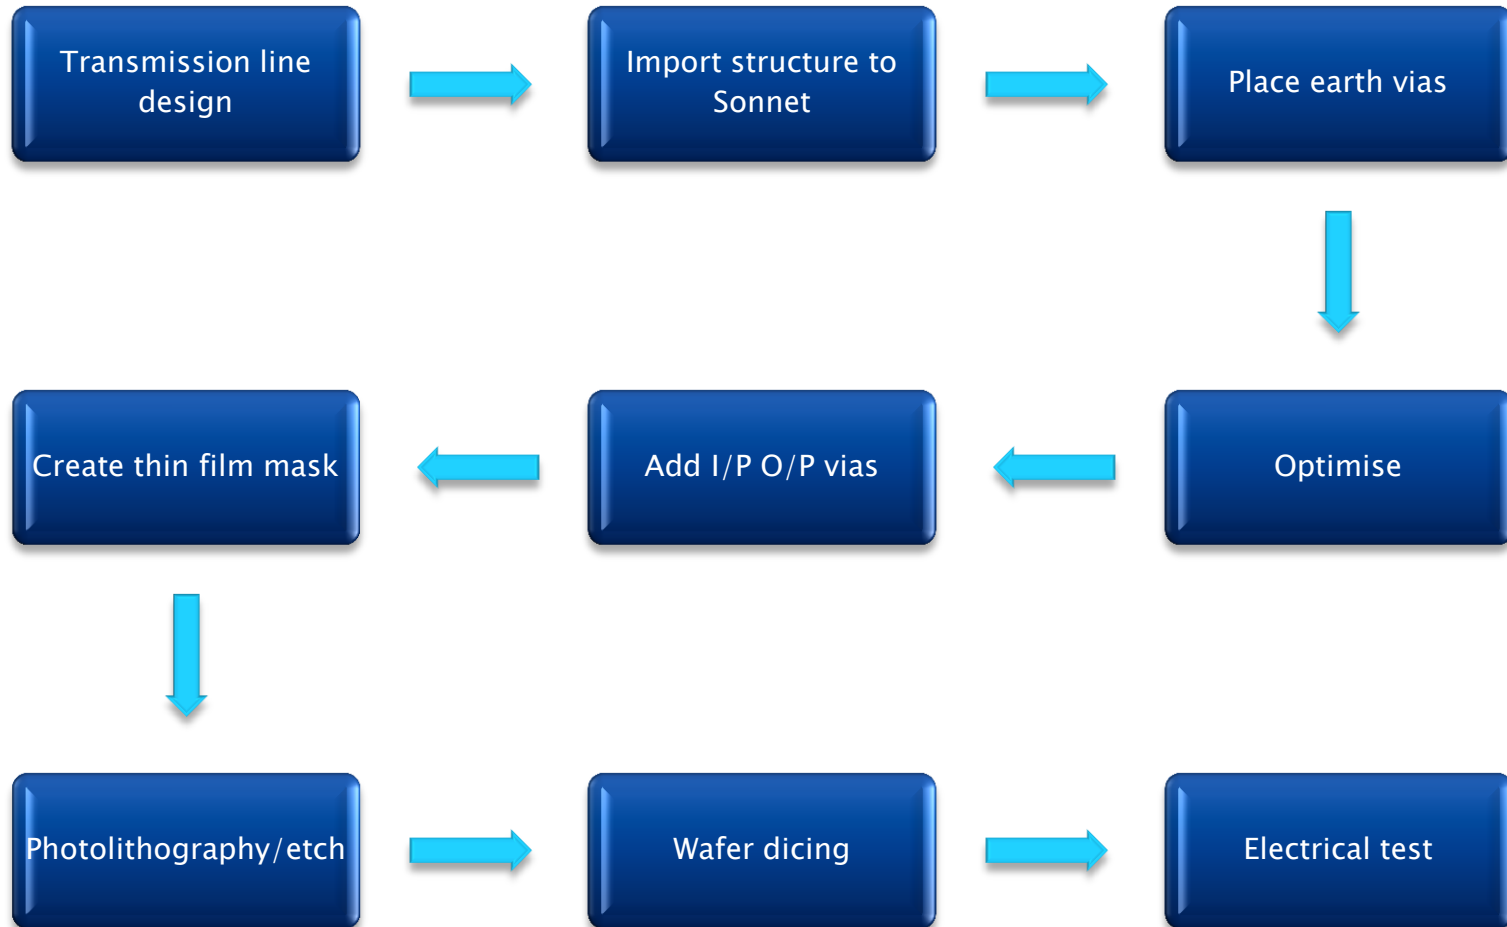 Transmission line
design
Import structure to
Sonnet
Place earth vias
Optimise
Add I/P O/P vias
Create thin film mask
Photolithography/etch
Wafer dicing
Electrical test